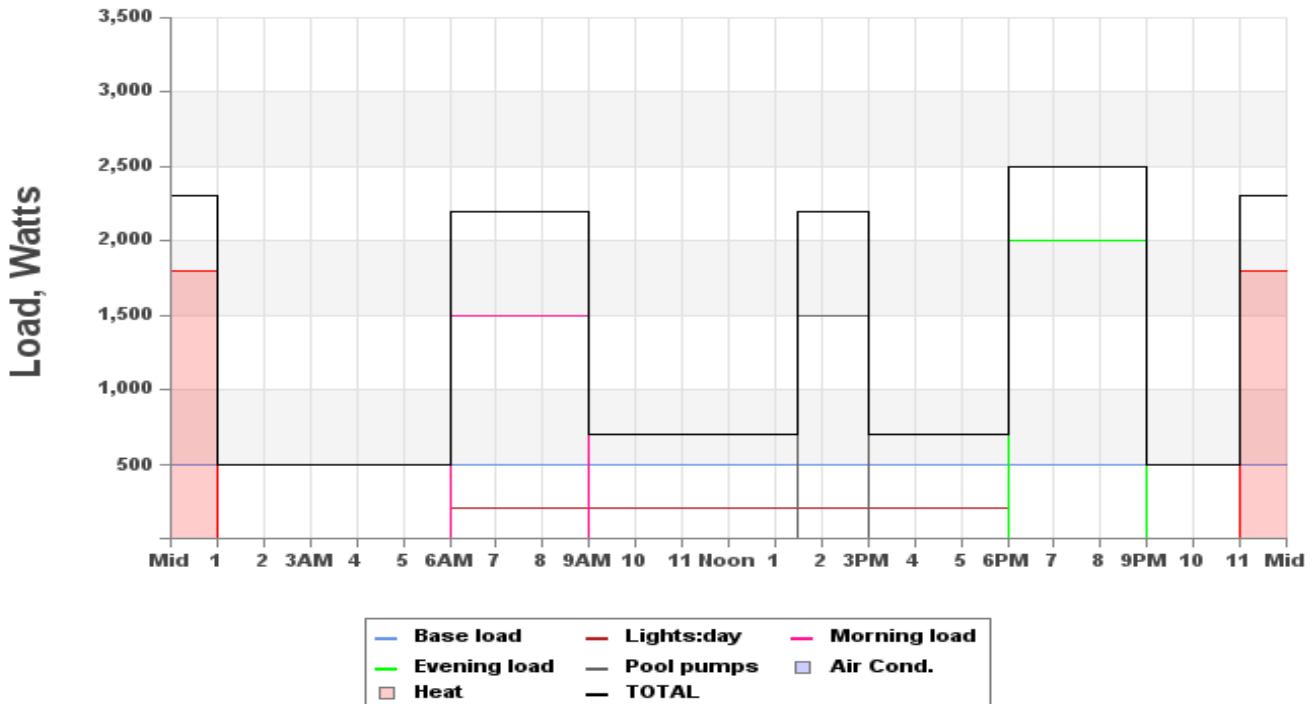 3,500
3,000
2,500
2,000
1,500
1,000
500
Load, Watts
Mid 1 2 3AM 4 5 6AM 7 8 9AM 10 11 Noon 1 2 3PM 4 5 6PM 7 8 9PM 10 11 Mid
Base load Lights:day Morning load
Evening load Pool pumps Air Cond.
Heat TOTAL